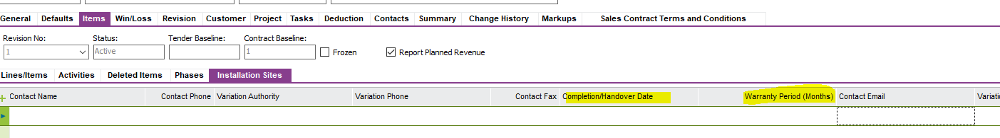 General Defaults Items Win/Loss Revision Customer Project Tasks Deduction Contacts Summary Change History Markups Sales Contract Terms and Conditions
Revision No: Status: Tender Baseline: Contract Baseline:
1 Active 1 Frozen Report Planned Revenue
Lines/Items Activities Deleted Items Phases Installation Sites
Contact Name Contact Phone Variation Authority Variation Phone Contact Fax Completion/Handover Date Warranty Period (Months) Contact Email Variati